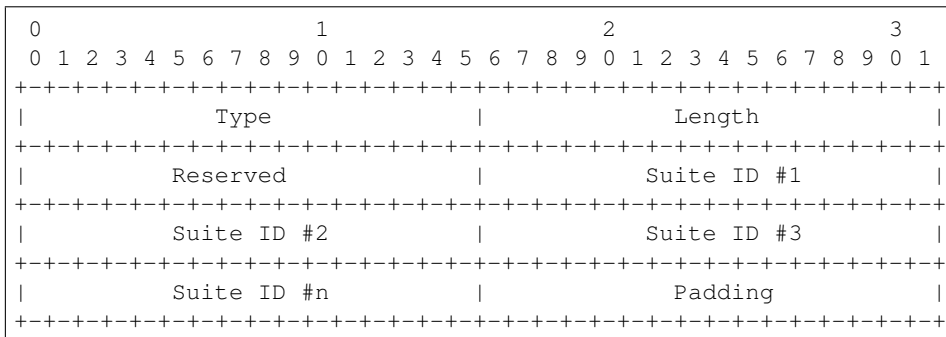 0                   1                   2                   3
 0 1 2 3 4 5 6 7 8 9 0 1 2 3 4 5 6 7 8 9 0 1 2 3 4 5 6 7 8 9 0 1
+-+-+-+-+-+-+-+-+-+-+-+-+-+-+-+-+-+-+-+-+-+-+-+-+-+-+-+-+-+-+-+-+
|             Type              |             Length            |
+-+-+-+-+-+-+-+-+-+-+-+-+-+-+-+-+-+-+-+-+-+-+-+-+-+-+-+-+-+-+-+-+
|          Reserved             |           Suite ID #1         |
+-+-+-+-+-+-+-+-+-+-+-+-+-+-+-+-+-+-+-+-+-+-+-+-+-+-+-+-+-+-+-+-+
|          Suite ID #2          |           Suite ID #3         |
+-+-+-+-+-+-+-+-+-+-+-+-+-+-+-+-+-+-+-+-+-+-+-+-+-+-+-+-+-+-+-+-+
|          Suite ID #n          |             Padding           |
+-+-+-+-+-+-+-+-+-+-+-+-+-+-+-+-+-+-+-+-+-+-+-+-+-+-+-+-+-+-+-+-+